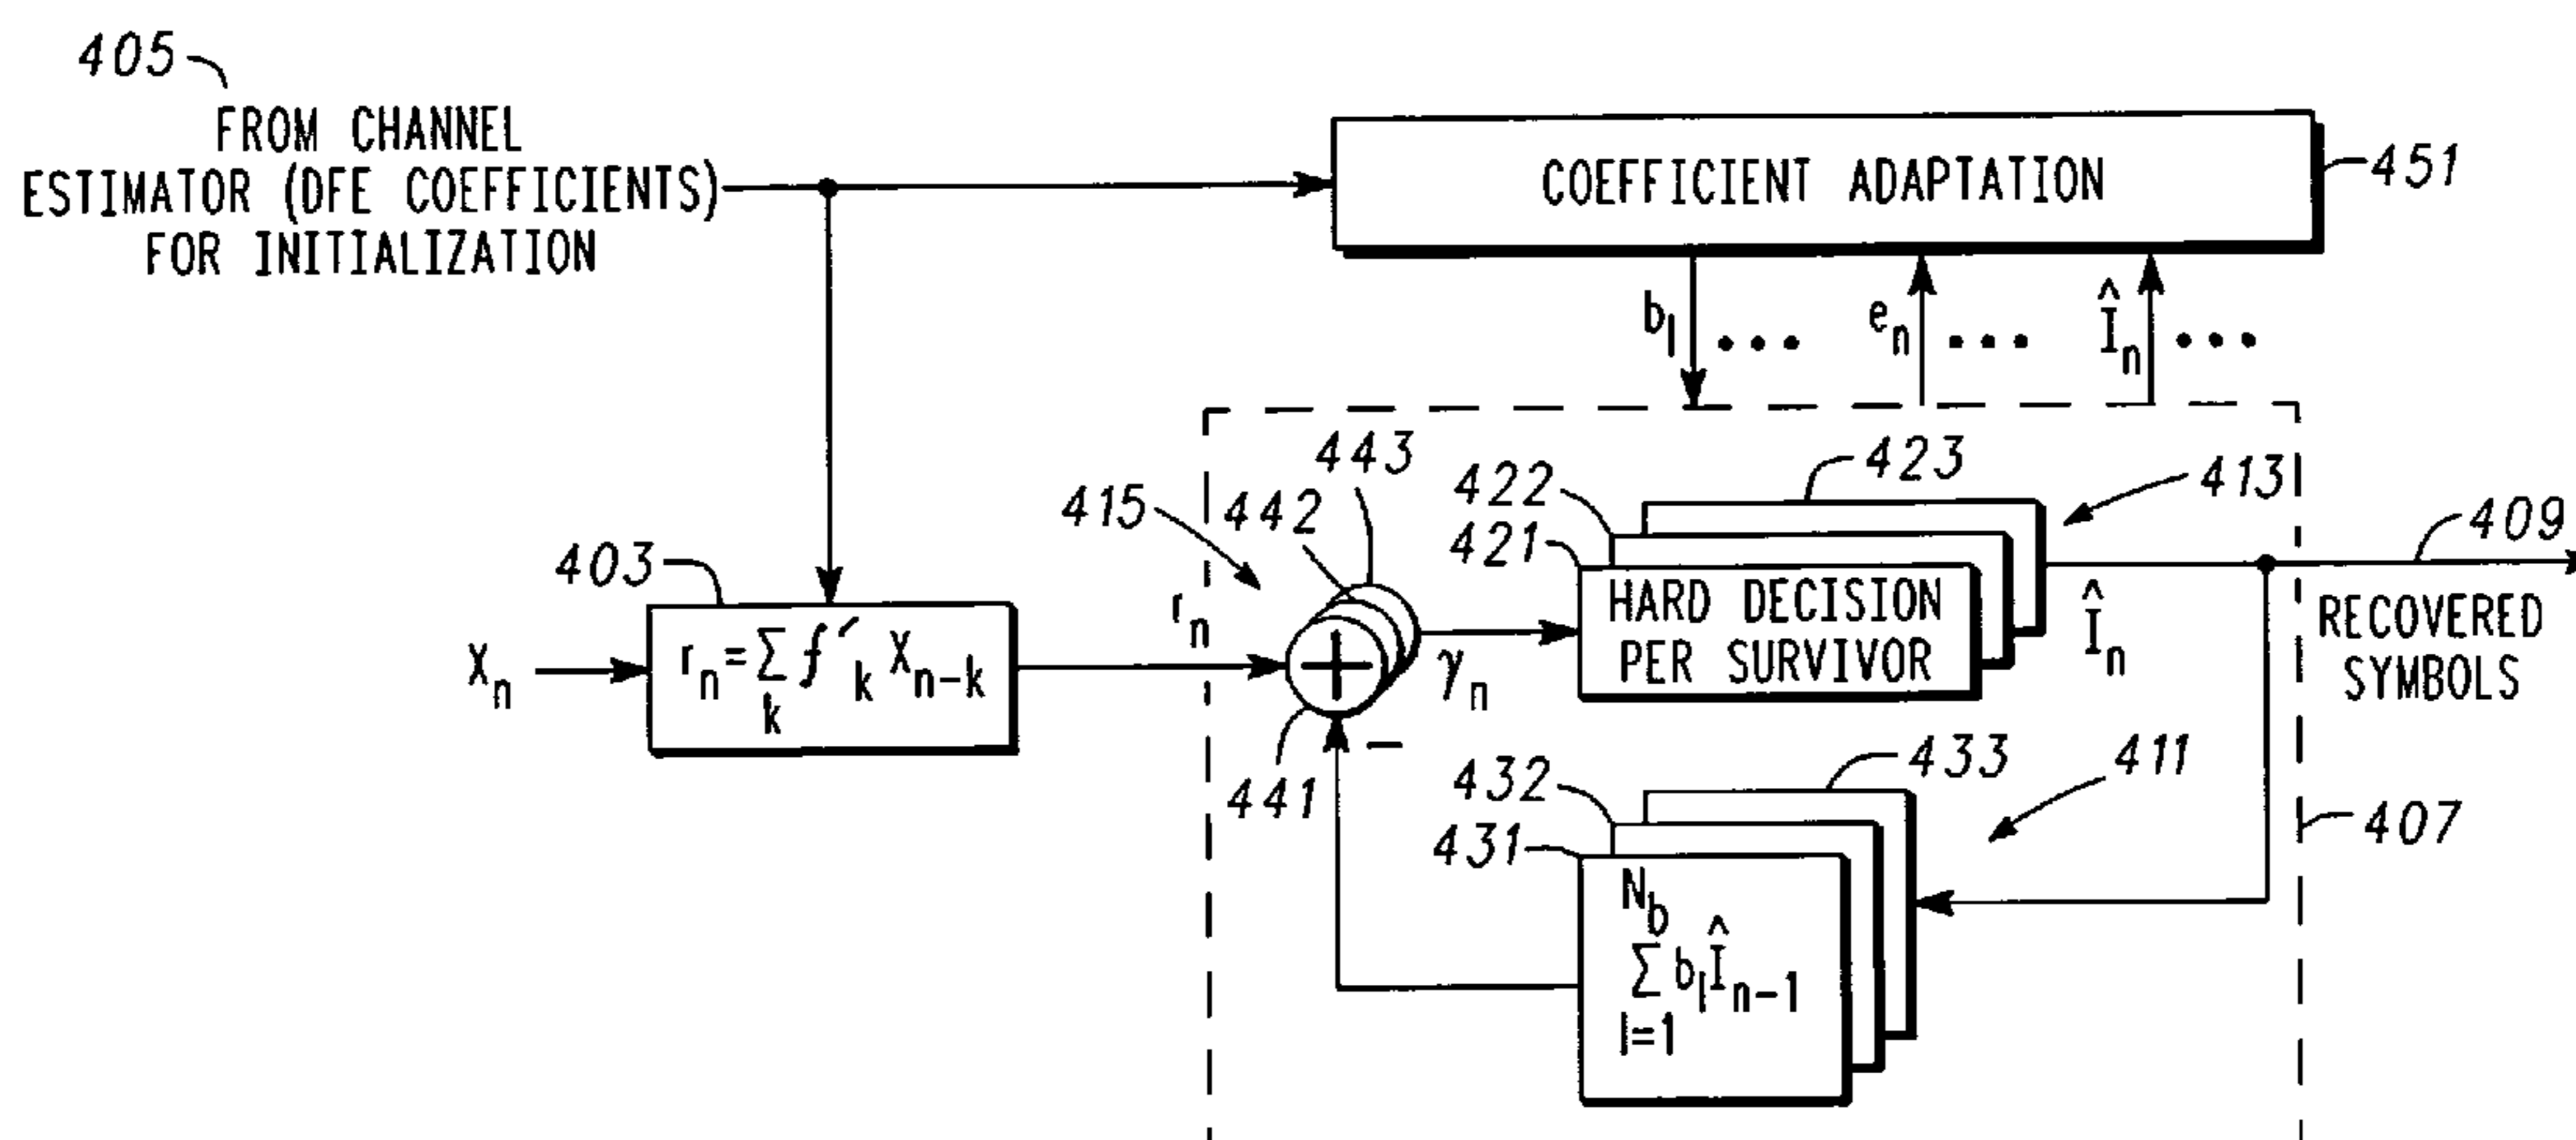 405
FROM CHANNEL
ESTIMATOR (DFE COEFFICIENTS)
FOR INITIALIZATION
COEFFICIENT ADAPTATION
451
b_l •••
e_n •••
Î_n •••
443
442
415
422
421
423
413
409
403
r_n
X_n
r_n = Σ_k f′_k X_{n-k}
γ_n
HARD DECISION
PER SURVIVOR
Î_n
RECOVERED
SYMBOLS
441
−
432
431
433
411
407
N_b
Σ b_l Î_{n-1}
l=1